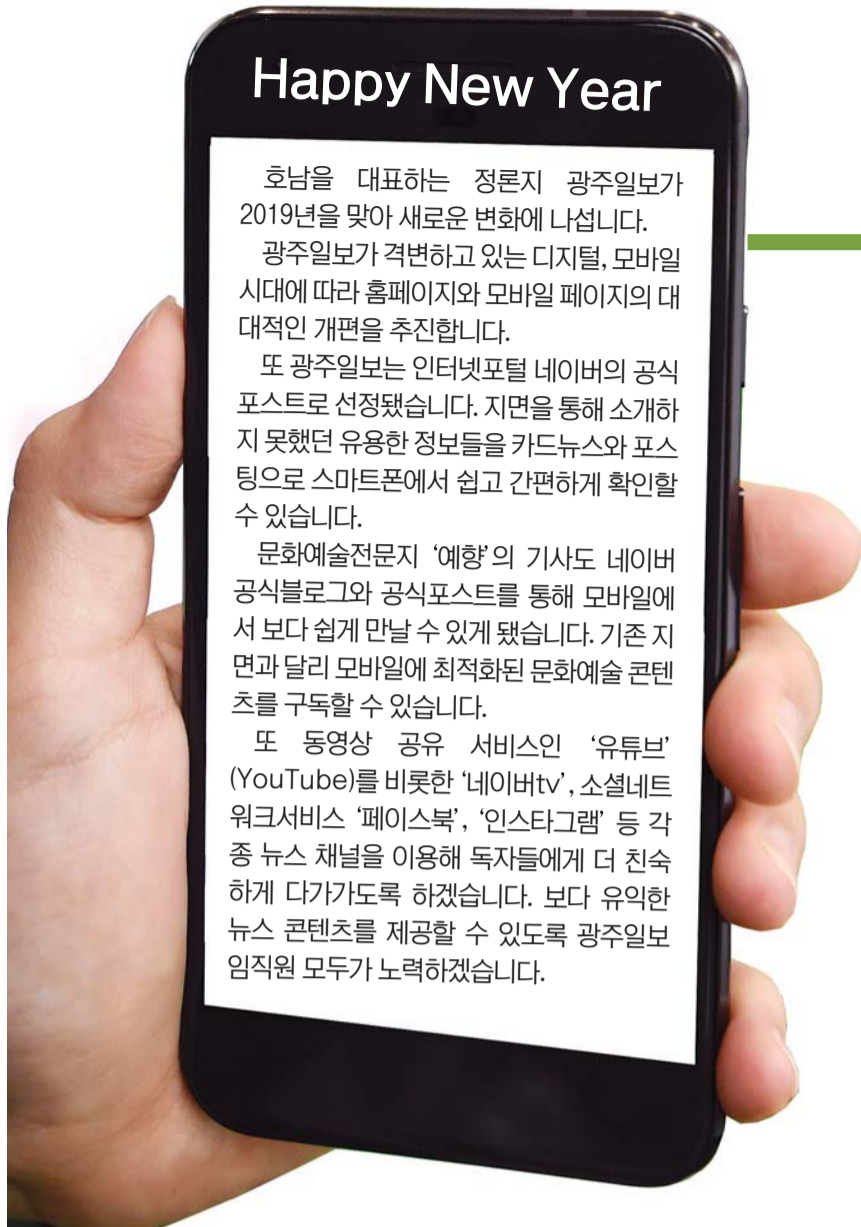 Happy New Year
호남을 대표하는 정론지 광주일보가
2019년을 맞아 새로운 변화에 나섭니다.
광주일보가 격변하고 있는 디지털, 모바일
시대에 따라 홈페이지와 모바일 페이지의 대
대적인 개편을 추진합니다.
또 광주일보는 인터넷포털 네이버의 공식
포스트로 선정됐습니다. 지면을 통해 소개하
지 못했던 유용한 정보들을 카드뉴스와 포스
팅으로 스마트폰에서 쉽고 간편하게 확인할
수 있습니다.
문화예술전문지 ‘예향’의 기사도 네이버
공식블로그와 공식포스트를 통해 모바일에
서 보다 쉽게 만날 수 있게 됐습니다. 기존 지
면과 달리 모바일에 최적화된 문화예술 콘텐
츠를 구독할 수 있습니다.
또 동영상 공유 서비스인 ‘유튜브’
(YouTube)를 비롯한 ‘네이버tv’, 소셜네트
워크서비스 ‘페이스북’, ‘인스타그램’ 등 각
종 뉴스 채널을 이용해 독자들에게 더 친숙
하게 다가가도록 하겠습니다. 보다 유익한
뉴스 콘텐츠를 제공할 수 있도록 광주일보
임직원 모두가 노력하겠습니다.